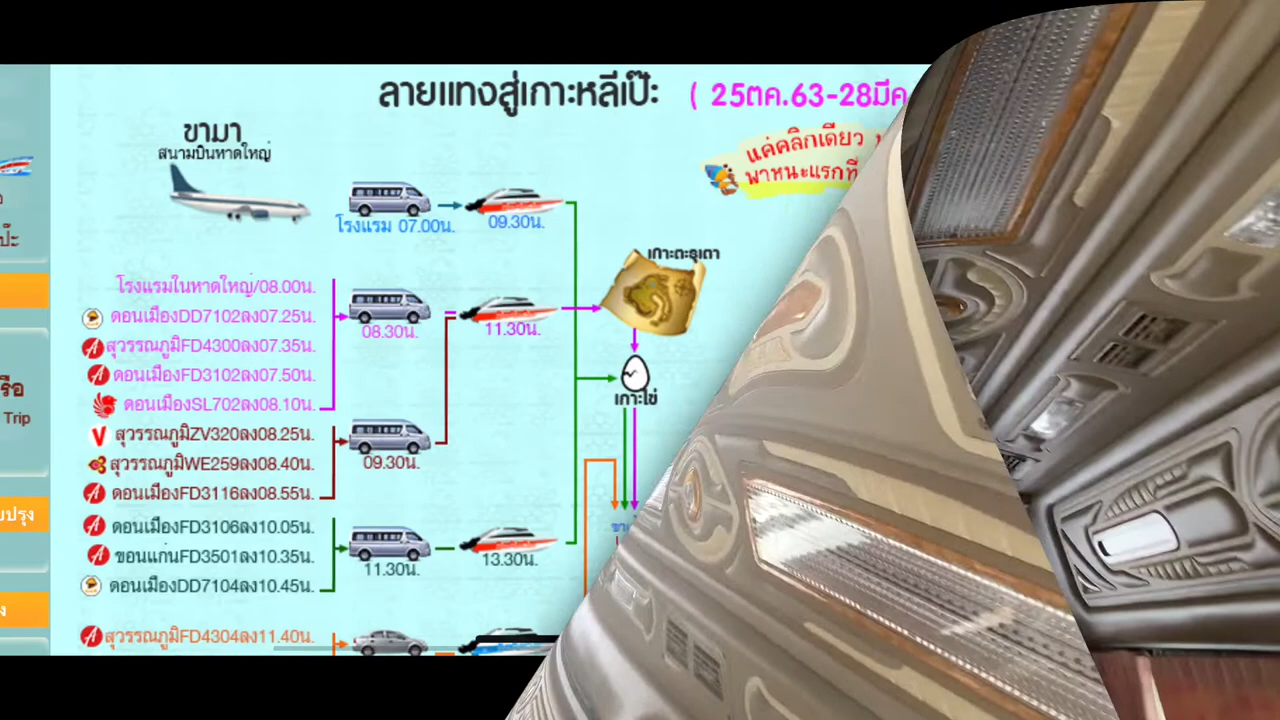 ลายแทงสู่เกาะหลีเป๊ะ ( 25ตค.63-28มีค
ขามา
สนามบินหาดใหญ่
แค่คลิกเดียว
พาหนะแรกที่
โรงแรม 07.00น.
09.30น.
เกาะตะรุเตา
โรงแรมในหาดใหญ่/08.00น.
ดอนเมืองDD7102ลง07.25น.
08.30น.
11.30น.
สุวรรณภูมิFD4300ลง07.35น.
ดอนเมืองFD3102ลง07.50น.
เกาะไข่
ดอนเมืองSL702ลง08.10น.
รือ
Trip
สุวรรณภูมิZV320ลง08.25น.
สุวรรณภูมิWE259ลง08.40น.
09.30น.
ดอนเมืองFD3116ลง08.55น.
ปรุง
ดอนเมืองFD3106ลง10.05น.
ขอนแก่นFD3501ลง10.35น.
11.30น.
13.30น.
ดอนเมืองDD7104ลง10.45น.
สุวรรณภูมิFD4304ลง11.40น.